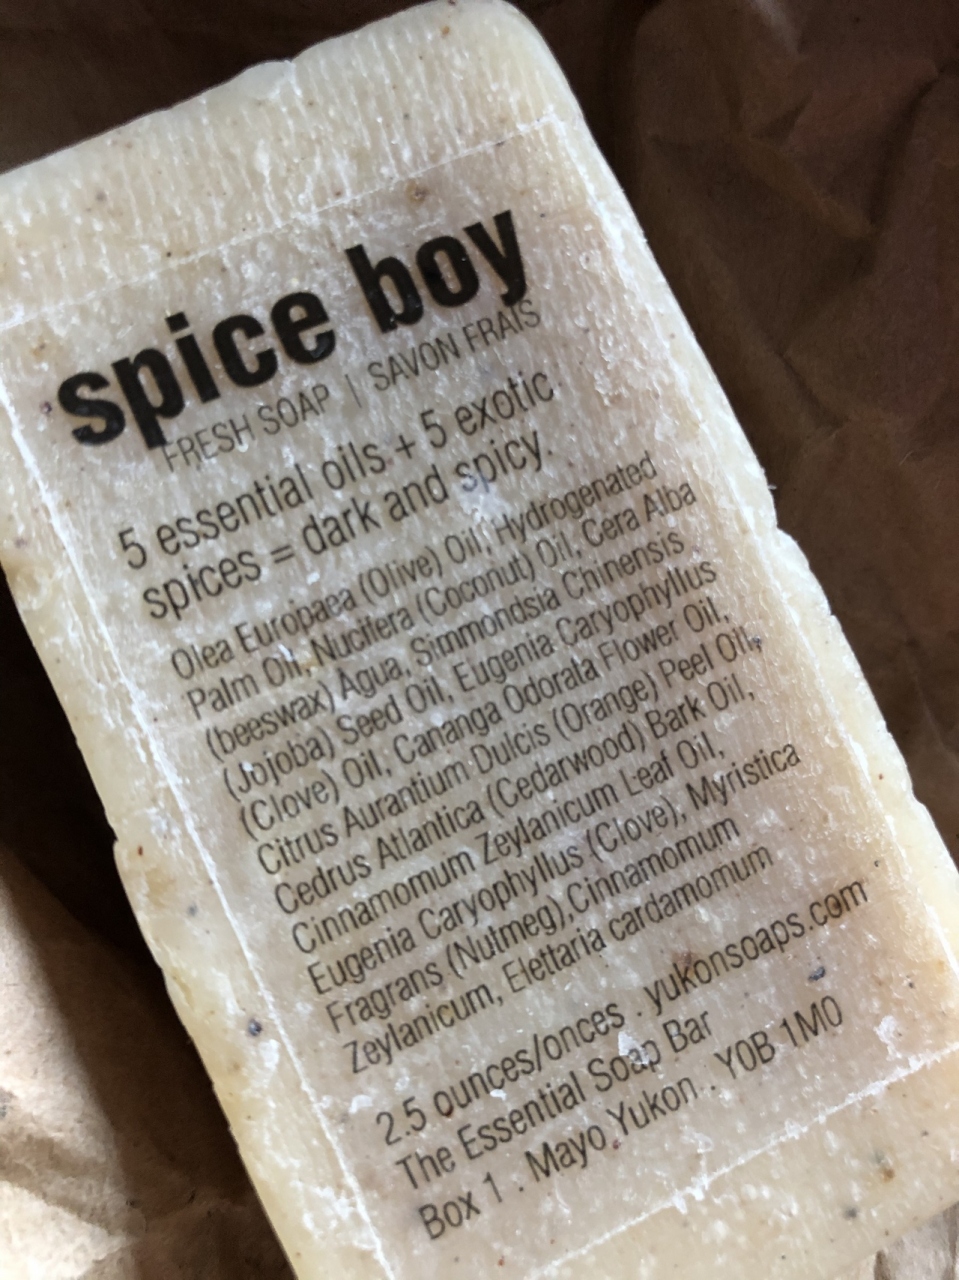 spice boy
FRESH SOAP | SAVON FRAIS
5 essential oils + 5 exotic
spices = dark and spicy.
Olea Europaea (Olive) Oil, Hydrogenated
Palm Oil, Nucifera (Coconut) Oil, Cera Alba
(beeswax) Agua, Simmondsia Chinensis
(Jojoba) Seed Oil, Eugenia Caryophyllus
(Clove) Oil, Cananga Odorala Flower Oil,
Citrus Aurantium Dulcis (Orange) Peel Oil,
Cedrus Atlantica (Cedarwood) Bark Oil,
Cinnamomum Zeylanicum Leaf Oil,
Eugenia Caryophyllus (Clove), Myristica
Fragrans (Nutmeg),Cinnamomum
Zeylanicum, Elettaria cardamomum
2.5 ounces/onces . yukonsoaps.com
The Essential Soap Bar
Box 1 . Mayo Yukon . Y0B 1M0